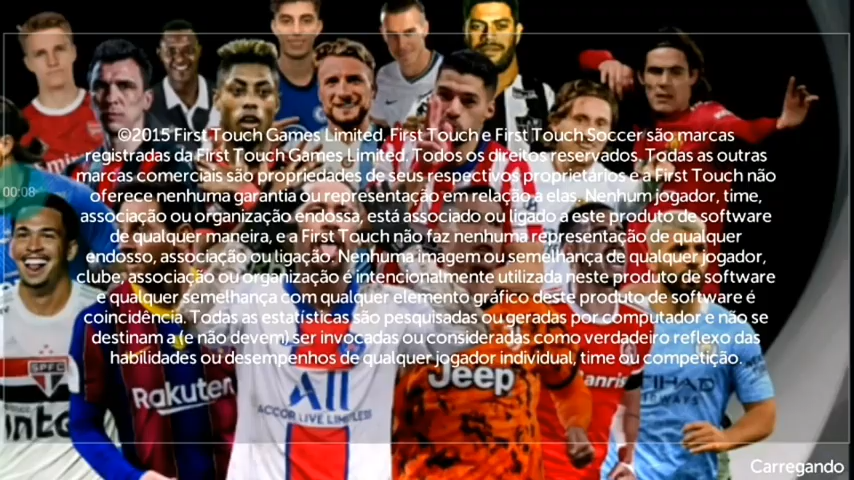 ©2015 First Touch Games Limited. First Touch e First Touch Soccer são marcas
registradas da First Touch Games Limited. Todos os direitos reservados. Todas as outras
marcas comerciais são propriedades de seus respectivos proprietários e a First Touch não
oferece nenhuma garantia ou representação em relação a elas. Nenhum jogador, time,
00:08
associação ou organização endossa, está associado ou ligado a este produto de software
de qualquer maneira, e a First Touch não faz nenhuma representação de qualquer
endosso, associação ou ligação. Nenhuma imagem ou semelhança de qualquer jogador,
clube, associação ou organização é intencionalmente utilizada neste produto de software
e qualquer semelhança com qualquer elemento gráfico deste produto de software é
coincidência. Todas as estatísticas são pesquisadas ou geradas por computador e não se
destinam a (e não devem) ser invocadas ou consideradas como verdadeiro reflexo das
habilidades ou desempenhos de qualquer jogador individual, time ou competição.
SPFC
Rakuten
ALL
ACCOR LIVE LIMITLESS
Jeep
ETIHAD
AIRWAYS
Carregando